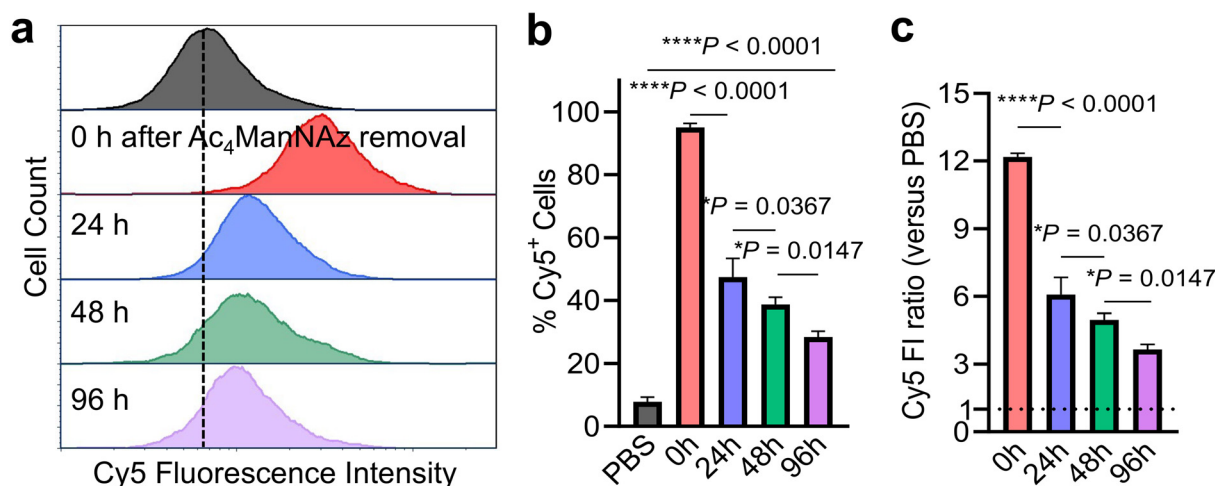 a
0 h after Ac₄ManNAz removal
24 h
48 h
96 h
Cell Count
Cy5 Fluorescence Intensity
b
****P < 0.0001
****P < 0.0001
*P = 0.0367
*P = 0.0147
% Cy5⁺ Cells
100
80
60
40
20
0
PBS
0h
24h
48h
96h
c
****P < 0.0001
*P = 0.0367
*P = 0.0147
Cy5 FI ratio (versus PBS)
15
12
9
6
3
1
0
0h
24h
48h
96h